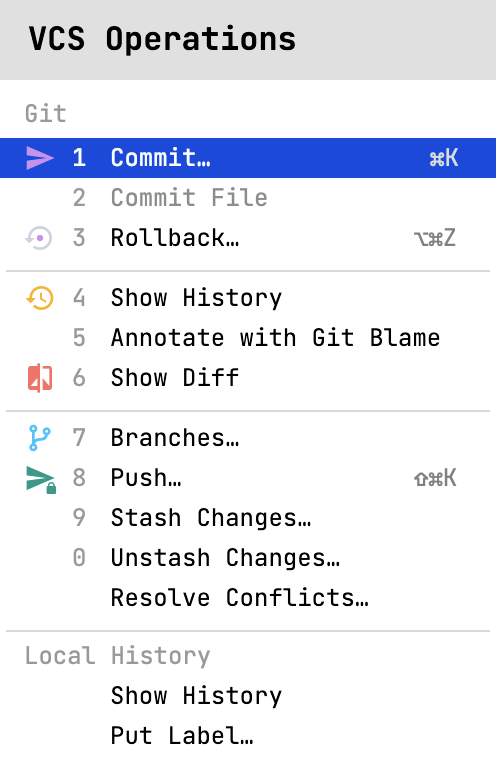 VCS Operations
Git
1 Commit… ⌘K
2 Commit File
3 Rollback… ⌥⌘Z
4 Show History
5 Annotate with Git Blame
6 Show Diff
7 Branches…
8 Push… ⇧⌘K
9 Stash Changes…
0 Unstash Changes…
Resolve Conflicts…
Local History
Show History
Put Label…